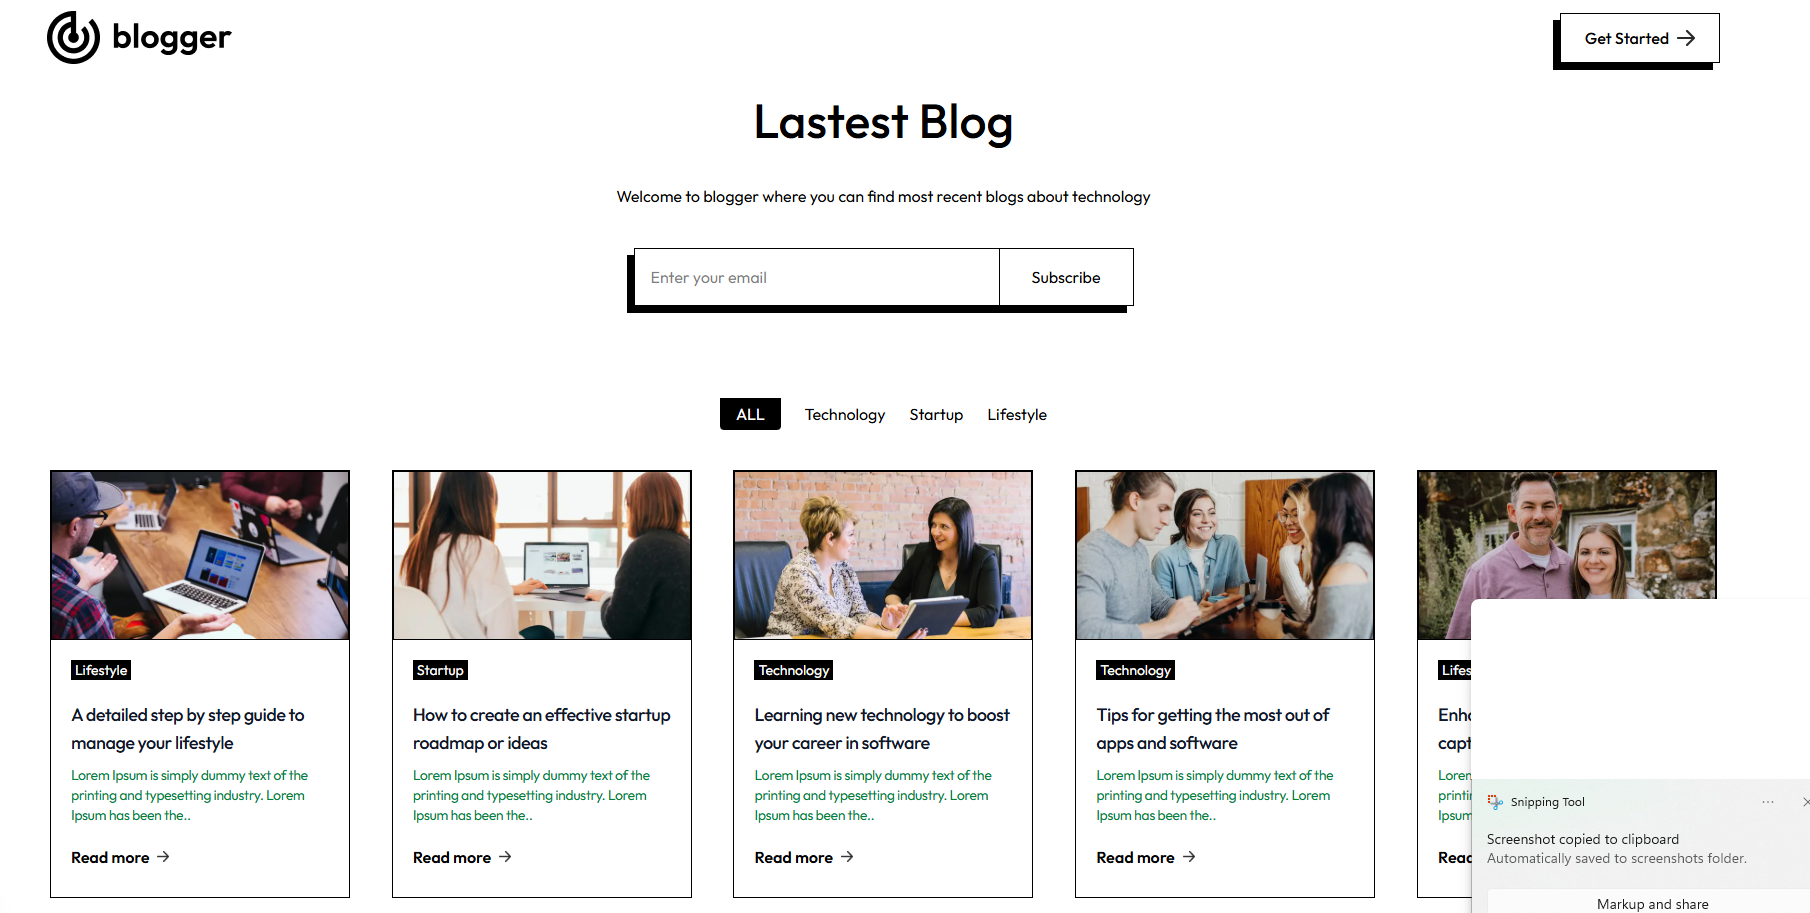 blogger
Get Started
Lastest Blog
Welcome to blogger where you can find most recent blogs about technology
Enter your email
Subscribe
ALL
Technology
Startup
Lifestyle
Lifestyle
A detailed step by step guide to
manage your lifestyle
Lorem Ipsum is simply dummy text of the
printing and typesetting industry. Lorem
Ipsum has been the..
Read more
Startup
How to create an effective startup
roadmap or ideas
Lorem Ipsum is simply dummy text of the
printing and typesetting industry. Lorem
Ipsum has been the..
Read more
Technology
Learning new technology to boost
your career in software
Lorem Ipsum is simply dummy text of the
printing and typesetting industry. Lorem
Ipsum has been the..
Read more
Technology
Tips for getting the most out of
apps and software
Lorem Ipsum is simply dummy text of the
printing and typesetting industry. Lorem
Ipsum has been the..
Read more
Snipping Tool
Screenshot copied to clipboard
Automatically saved to screenshots folder.
Markup and share